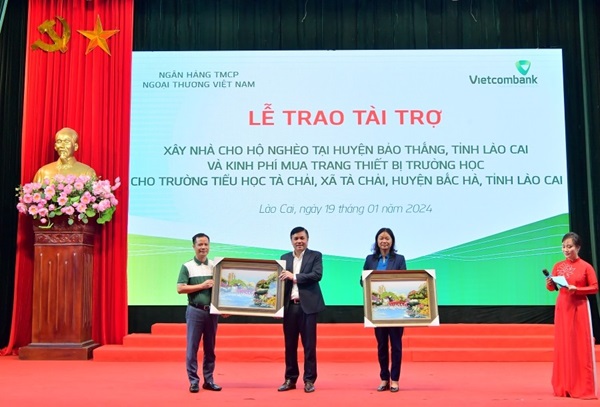 NGÂN HÀNG TMCP
NGOẠI THƯƠNG VIỆT NAM
Vietcombank
LỄ TRAO TÀI TRỢ
XÂY NHÀ CHO HỘ NGHÈO TẠI HUYỆN BẢO THẮNG, TỈNH LÀO CAI
VÀ KINH PHÍ MUA TRANG THIẾT BỊ TRƯỜNG HỌC
CHO TRƯỜNG TIỂU HỌC TẢ CHẢI, XÃ TẢ CHẢI, HUYỆN BẮC HÀ, TỈNH LÀO CAI
Lào Cai, ngày 19 tháng 01 năm 2024